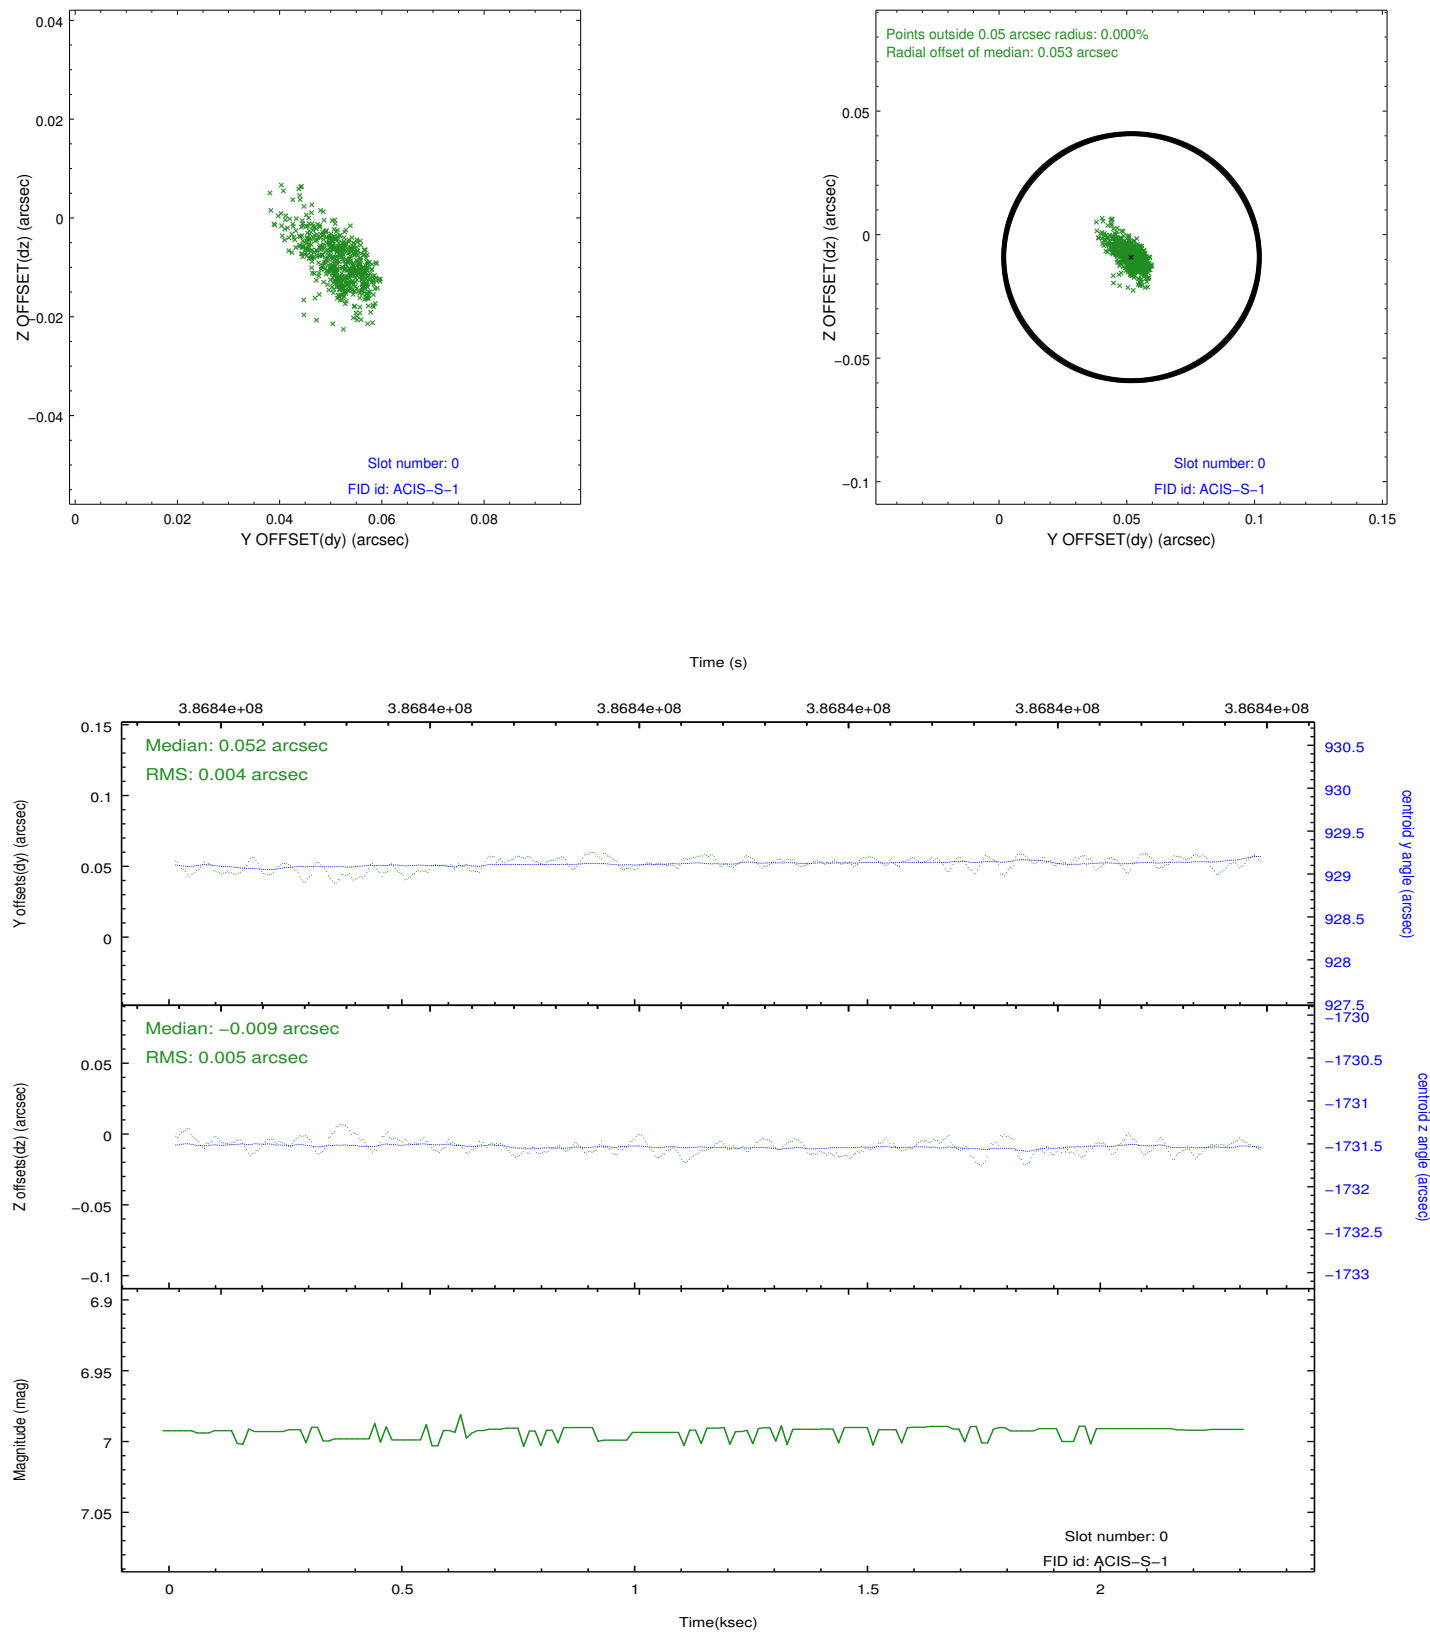 0.04
0.02
0
−0.02
−0.04
Z OFFSET(dz) (arcsec)
Slot number: 0
FID id: ACIS−S−1
0 0.02 0.04 0.06 0.08
Y OFFSET(dy) (arcsec)
Points outside 0.05 arcsec radius: 0.000%
Radial offset of median: 0.053 arcsec
0.05
0
−0.05
−0.1
Z OFFSET(dz) (arcsec)
Slot number: 0
FID id: ACIS−S−1
0 0.05 0.1 0.15
Y OFFSET(dy) (arcsec)
Time (s)
3.8684e+08 3.8684e+08 3.8684e+08 3.8684e+08 3.8684e+08 3.8684e+08
Median: 0.052 arcsec
RMS: 0.004 arcsec
0.15
0.1
0.05
0
Y offsets(dy) (arcsec)
930.5
930
929.5
929
928.5
928
927.5
centroid y angle (arcsec)
Median: −0.009 arcsec
RMS: 0.005 arcsec
0.05
0
−0.05
−0.1
Z offsets(dz) (arcsec)
−1730
−1730.5
−1731
−1731.5
−1732
−1732.5
−1733
centroid z angle (arcsec)
6.9
6.95
7
7.05
Magnitude (mag)
Slot number: 0
FID id: ACIS−S−1
0 0.5 1 1.5 2
Time(ksec)